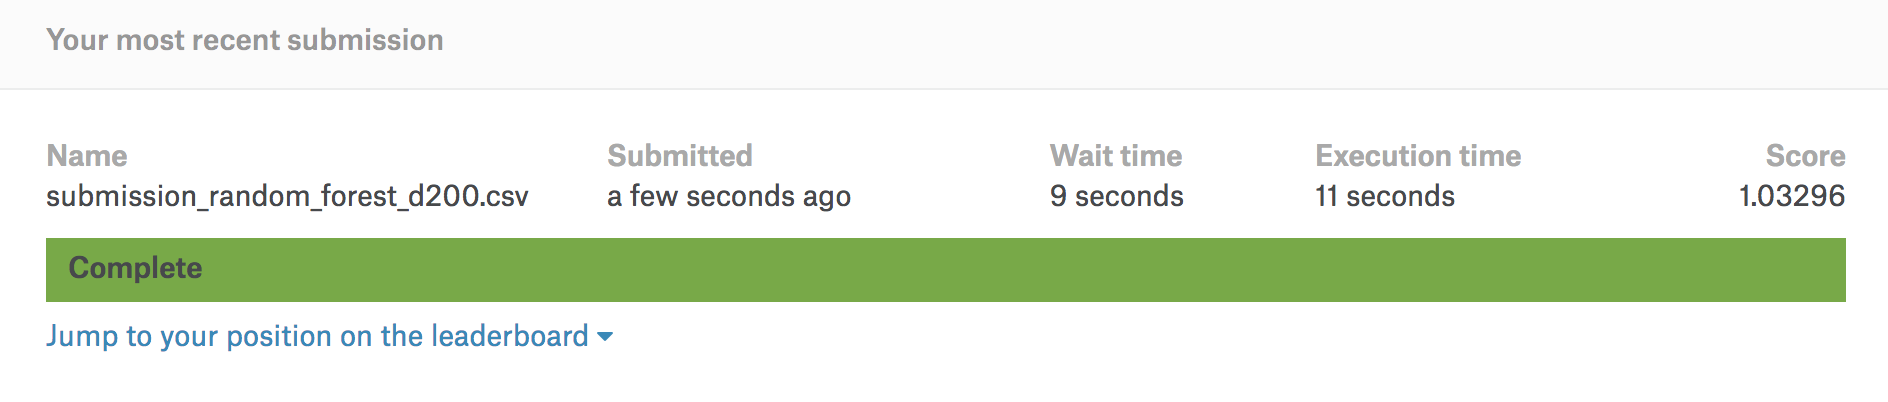 Your most recent submission
Name Submitted Wait time Execution time Score
submission_random_forest_d200.csv a few seconds ago 9 seconds 11 seconds 1.03296
Complete
Jump to your position on the leaderboard